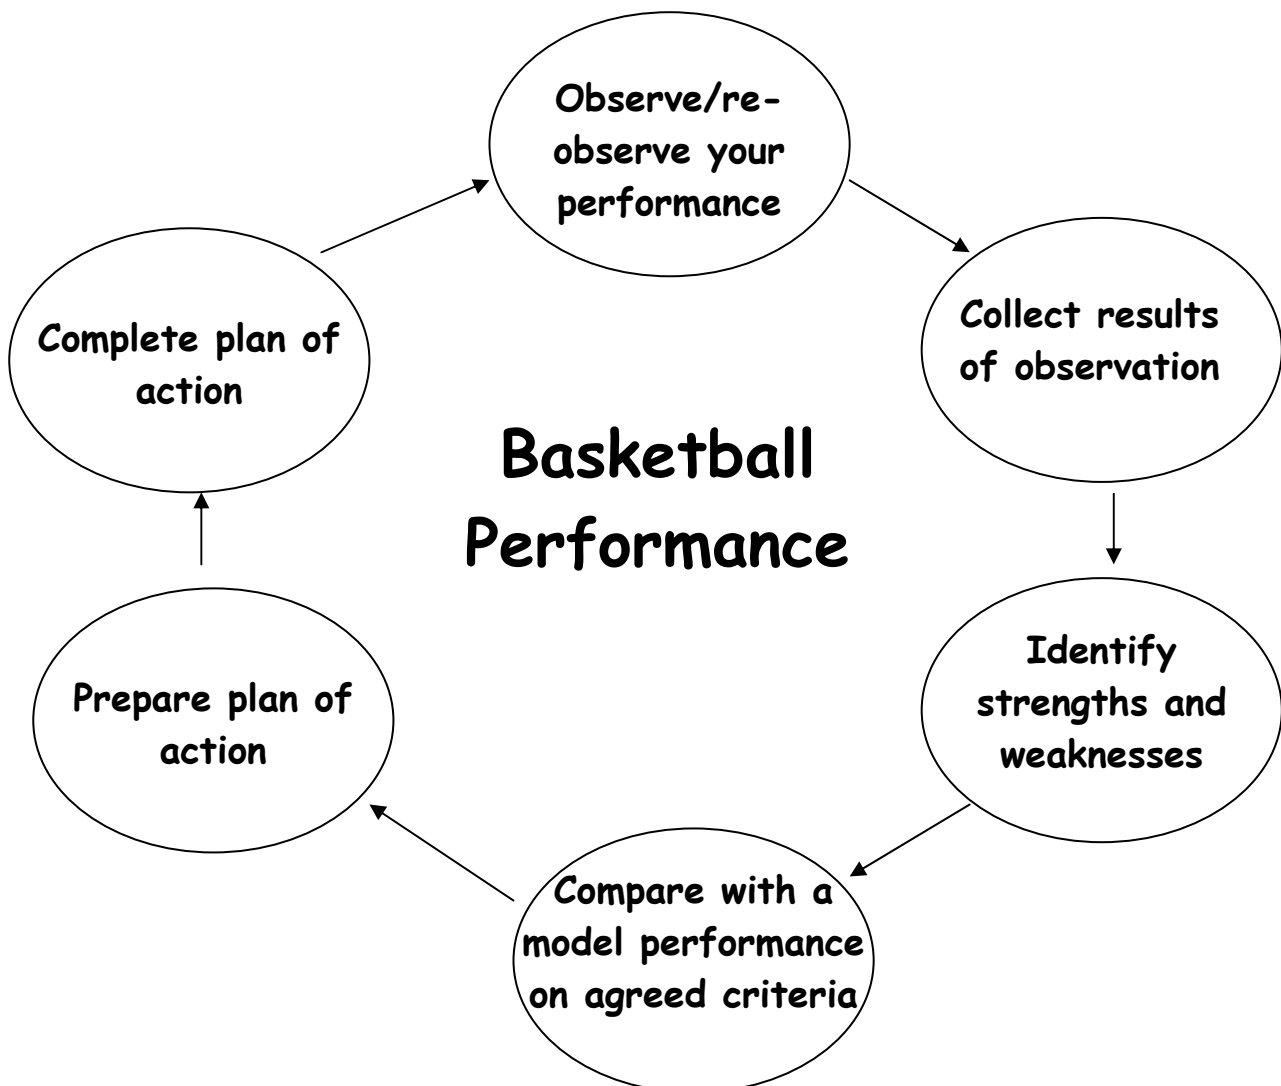 Observe/re-
observe your
performance
Collect results
of observation
Identify
strengths and
weaknesses
Compare with a
model performance
on agreed criteria
Prepare plan of
action
Complete plan of
action
Basketball
Performance